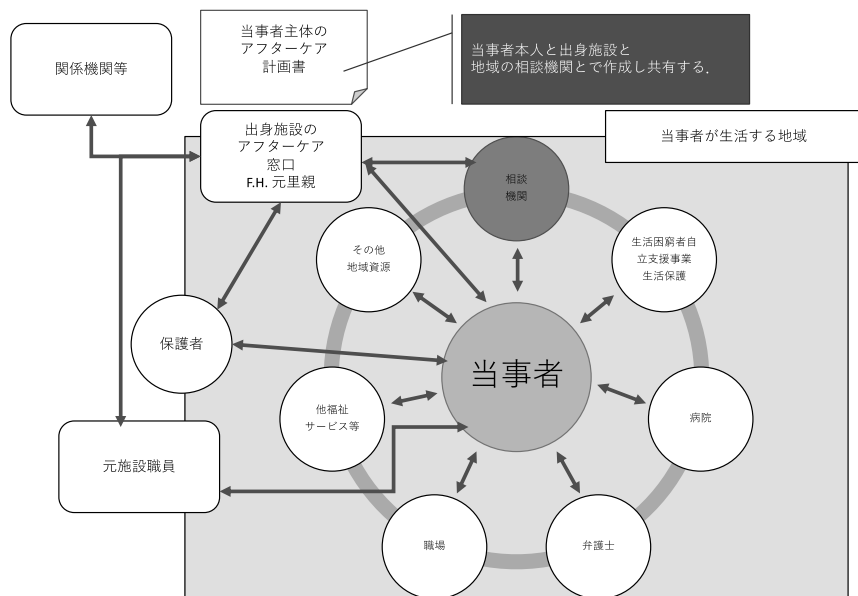 関係機関等
当事者主体の
アフターケア
計画書
当事者本人と出身施設と
地域の相談機関とで作成し共有する.
出身施設の
アフターケア
窓口
F.H. 元里親
当事者が生活する地域
相談
機関
その他
地域資源
生活困窮者自
立支援事業
生活保護
保護者
当事者
他福祉
サービス等
病院
元施設職員
職場
弁護士